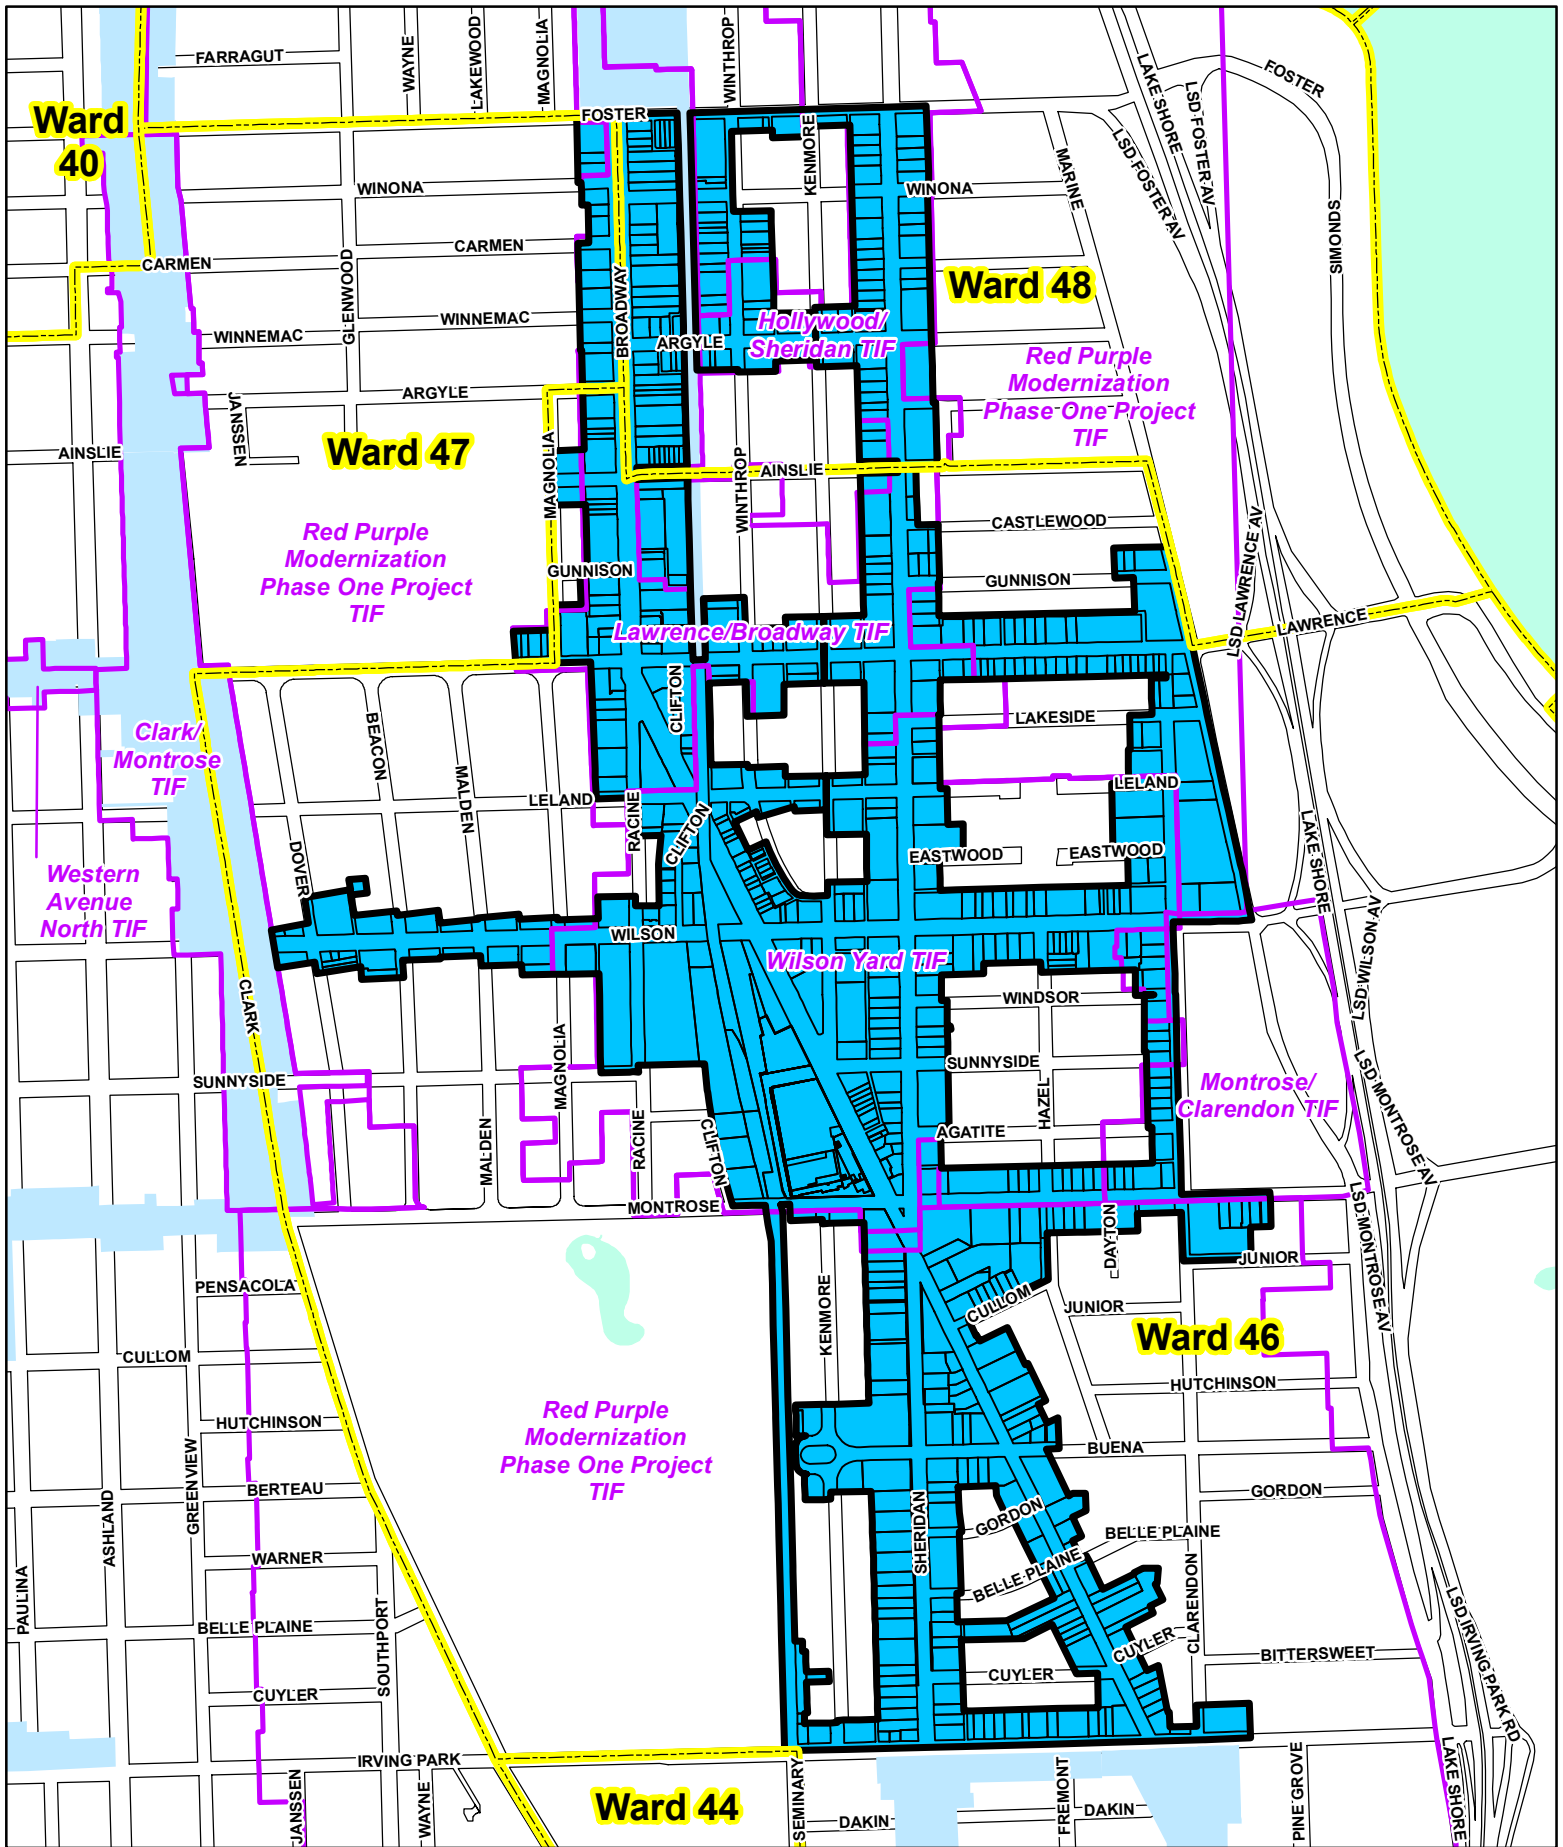 FARRAGUT
WAYNE
LAKEWOOD
MAGNOLIA
WINTHROP
LAKE SHORE
LSD FOSTER AV
FOSTER
Ward
40
FOSTER
KENMORE
LSD FOSTER AV
MARINE
WINONA
WINONA
SIMONDS
CARMEN
CARMEN
GLENWOOD
BROADWAY
Ward 48
WINNEMAC
WINNEMAC
ARGYLE
Hollywood/
Sheridan TIF
Red Purple
Modernization
Phase One Project
TIF
JANSSEN
ARGYLE
AINSLIE
Ward 47
MAGNOLIA
WINTHROP
AINSLIE
Red Purple
Modernization
Phase One Project
TIF
CASTLEWOOD
GUNNISON
GUNNISON
LSD LAWRENCE AV
LAWRENCE
Lawrence/Broadway TIF
CLIFTON
Clark/
Montrose
TIF
BEACON
MALDEN
LAKESIDE
LELAND
LELAND
RACINE
CLIFTON
LAKE SHORE
DOVER
EASTWOOD
EASTWOOD
Western
Avenue
North TIF
WILSON
Wilson Yard TIF
LSD WILSON AV
CLARK
WINDSOR
MAGNOLIA
SUNNYSIDE
SUNNYSIDE
HAZEL
Montrose/
Clarendon TIF
LSD MONTROSE AV
MALDEN
RACINE
CLIFTON
AGATITE
MONTROSE
DAYTON
LSD MONTROSE AV
JUNIOR
PENSACOLA
KENMORE
CULLOM
JUNIOR
Ward 46
CULLOM
HUTCHINSON
HUTCHINSON
Red Purple
Modernization
Phase One Project
TIF
BUENA
GREENVIEW
BERTEAU
GORDON
ASHLAND
SHERIDAN
GORDON
BELLE PLAINE
WARNER
BELLE PLAINE
CLARENDON
PAULINA
BELLE PLAINE
SOUTHPORT
CUYLER
LSD IRVING PARK RD
BITTERSWEET
CUYLER
CUYLER
IRVING PARK
JANSSEN
WAYNE
Ward 44
SEMINARY
DAKIN
FREMONT
DAKIN
PINE GROVE
LAKE SHORE